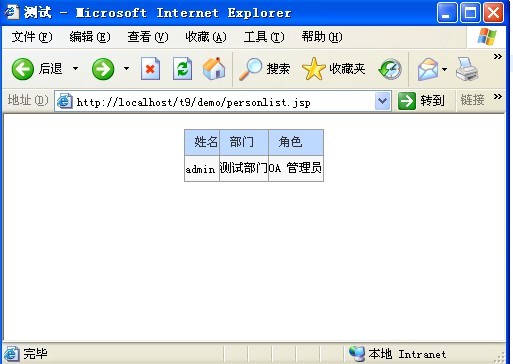 测试 - Microsoft Internet Explorer
文件(F) 编辑(E) 查看(V) 收藏(A) 工具(T) 帮助(H)
后退 搜索 收藏夹
地址(D) http://localhost/t9/demo/personlist.jsp 转到 链接
姓名 部门 角色
admin 测试部门 OA 管理员
完毕 本地 Intranet